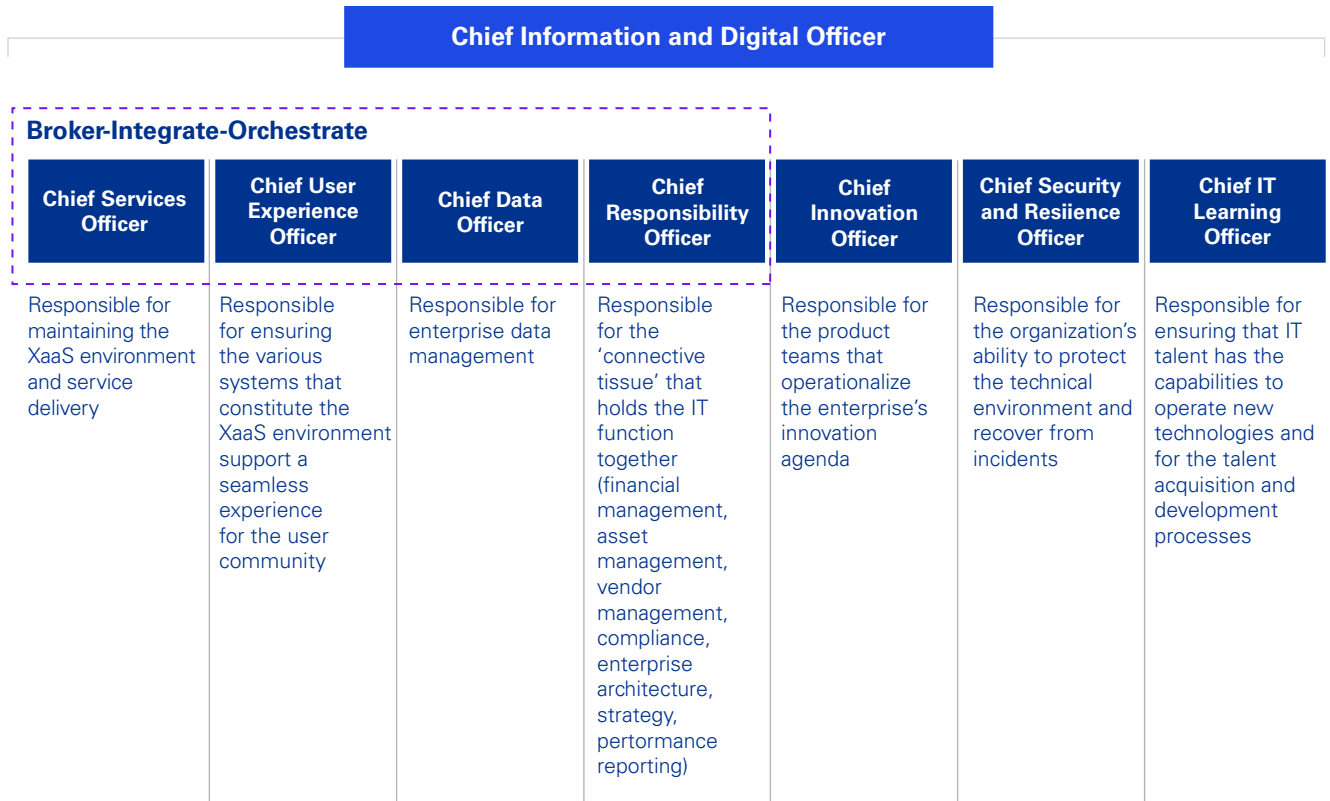 Chief Information and Digital Officer
Broker-Integrate-Orchestrate
Chief Services
Officer
Chief User
Experience
Officer
Chief Data
Officer
Chief
Responsibility
Officer
Chief
Innovation
Officer
Chief Security
and Resiience
Officer
Chief IT
Learning
Officer
Responsible for
maintaining the
XaaS environment
and service
delivery
Responsible
for ensuring
the various
systems that
constitute the
XaaS environment
support a
seamless
experience
for the user
community
Responsible for
enterprise data
management
Responsible
for the
‘connective
tissue’ that
holds the IT
function
together
(financial
management,
asset
management,
vendor
management,
compliance,
enterprise
architecture,
strategy,
pertormance
reporting)
Responsible for
the product
teams that
operationalize
the enterprise’s
innovation
agenda
Responsible for
the organization’s
ability to protect
the technical
environment and
recover from
incidents
Responsible for
ensuring that IT
talent has the
capabilities to
operate new
technologies and
for the talent
acquisition and
development
processes